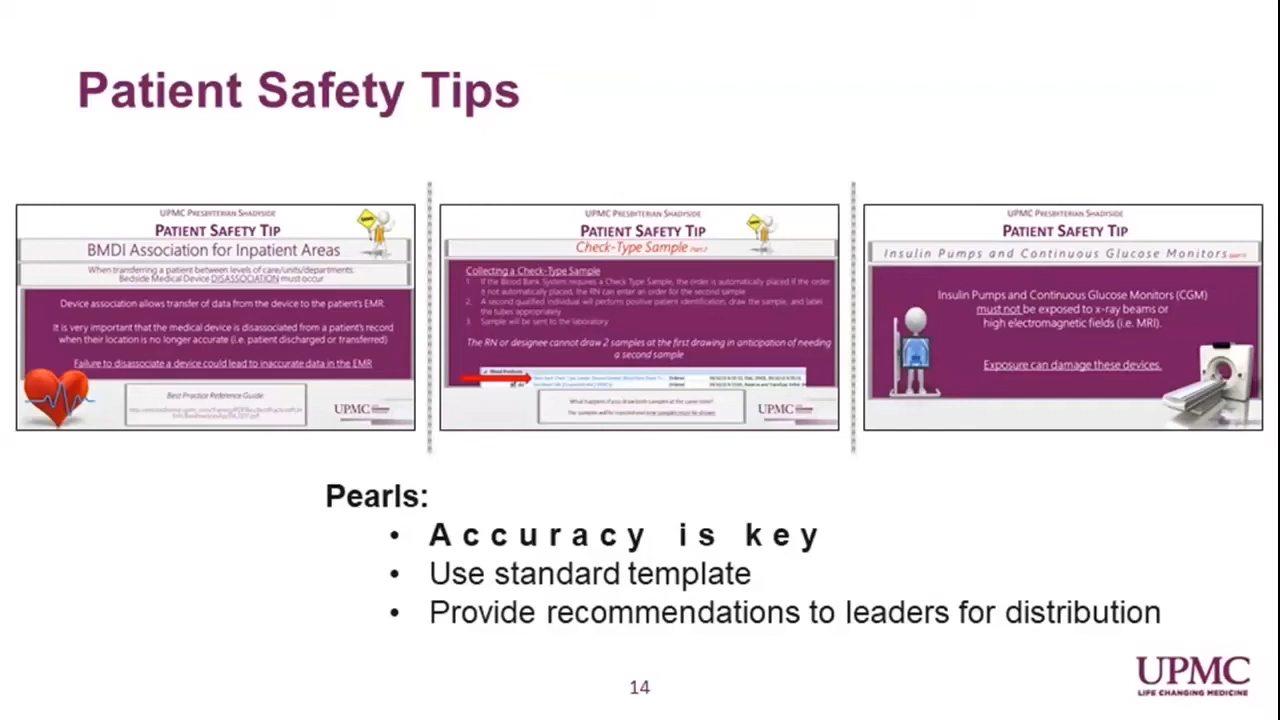 Patient Safety Tips
UPMC PRESBYTERIAN SHADYSIDE
PATIENT SAFETY TIP
BMDI Association for Inpatient Areas
When transferring a patient between levels of care/units/departments:
Bedside Medical Device DISASSOCIATION must occur
Device association allows transfer of data from the device to the patient's EMR.
It is very important that the medical device is disassociated from a patient's record
when their location is no longer accurate (i.e. patient discharged or transferred)
Failure to disassociate a device could lead to inaccurate data in the EMR
Best Practice Reference Guide
UPMC
UPMC PRESBYTERIAN SHADYSIDE
PATIENT SAFETY TIP
Check-Type Sample
Collecting a Check-Type Sample
1. If the Blood Bank System requires a Check Type Sample, the order is automatically placed if the order
it not automatically placed, the RN can enter an order for the second sample
2. A second qualified individual will perform positive patient identification, draw the sample, and label
the tubes appropriately
3. Sample will be sent to the laboratory
The RN or designee cannot draw 2 samples at the first drawing in anticipation of needing
a second sample
Blood Products
Ordered
Ordered
What happens if you draw both samples at the same time?
UPMC
UPMC PRESBYTERIAN SHADYSIDE
PATIENT SAFETY TIP
Insulin Pumps and Continuous Glucose Monitors
Insulin Pumps and Continuous Glucose Monitors (CGM)
must not be exposed to x-ray beams or
high electromagnetic fields (i.e. MRI).
Exposure can damage these devices.
Pearls:
• Accuracy is key
• Use standard template
• Provide recommendations to leaders for distribution
14
UPMC
LIFE CHANGING MEDICINE